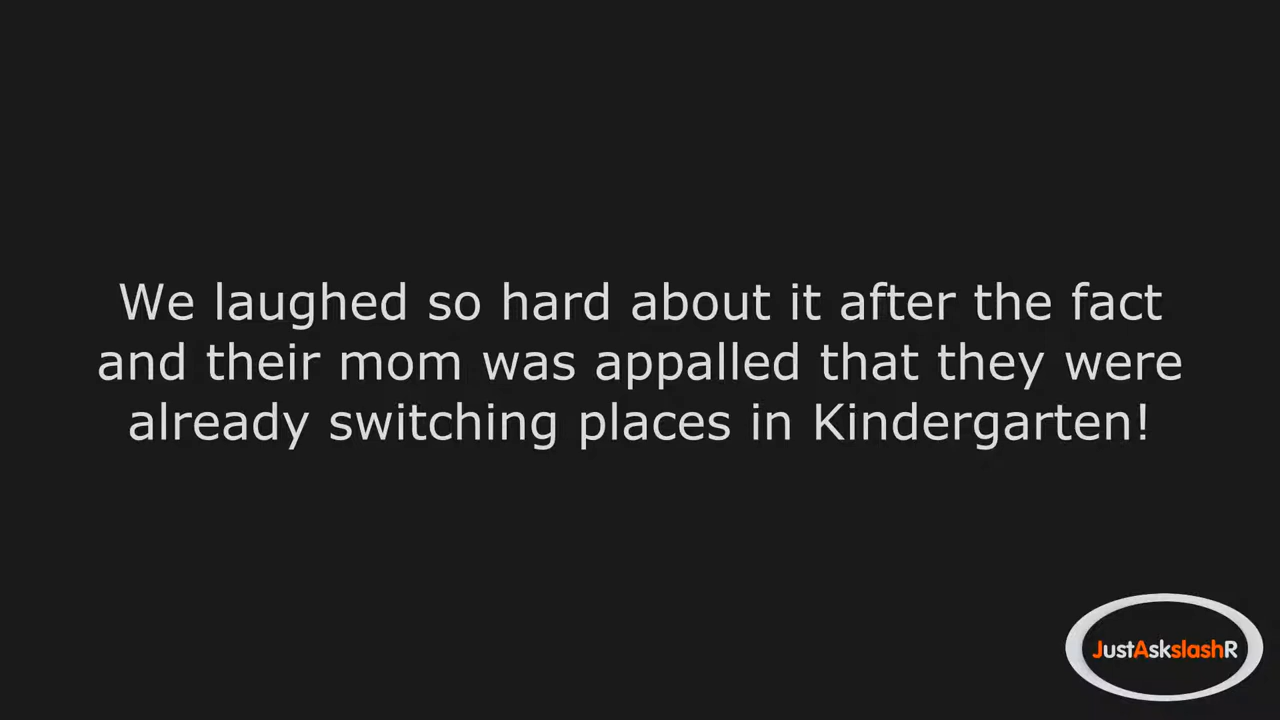 We laughed so hard about it after the fact
and their mom was appalled that they were
already switching places in Kindergarten!
JustAskslashR